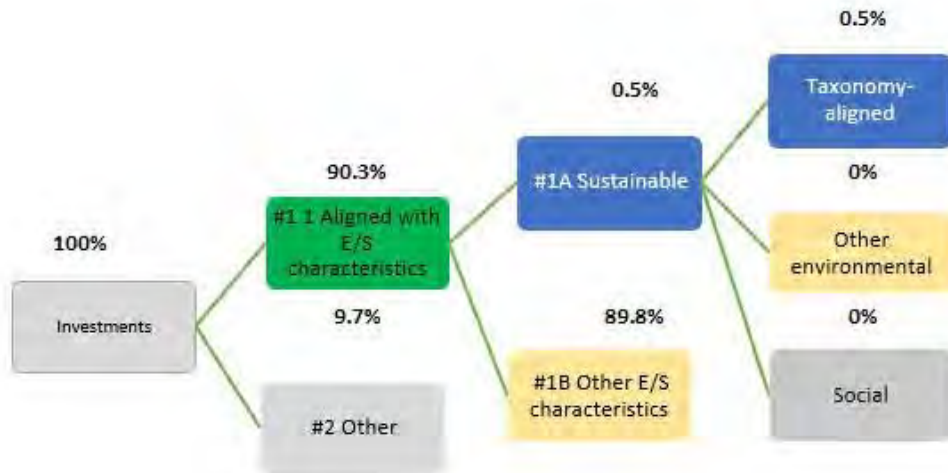 0.5%
Taxonomy-
aligned
0.5%
#1A Sustainable
0%
Other
environmental
0%
Social
90.3%
#1 1 Aligned with
E/S
characteristics
89.8%
#1B Other E/S
characteristics
100%
Investments
9.7%
#2 Other